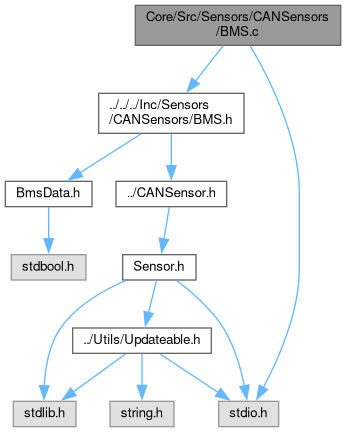 Core/Src/Sensors/CANSensors
/BMS.c
../../../Inc/Sensors
/CANSensors/BMS.h
BmsData.h
../CANSensor.h
stdbool.h
Sensor.h
../Utils/Updateable.h
stdlib.h
string.h
stdio.h